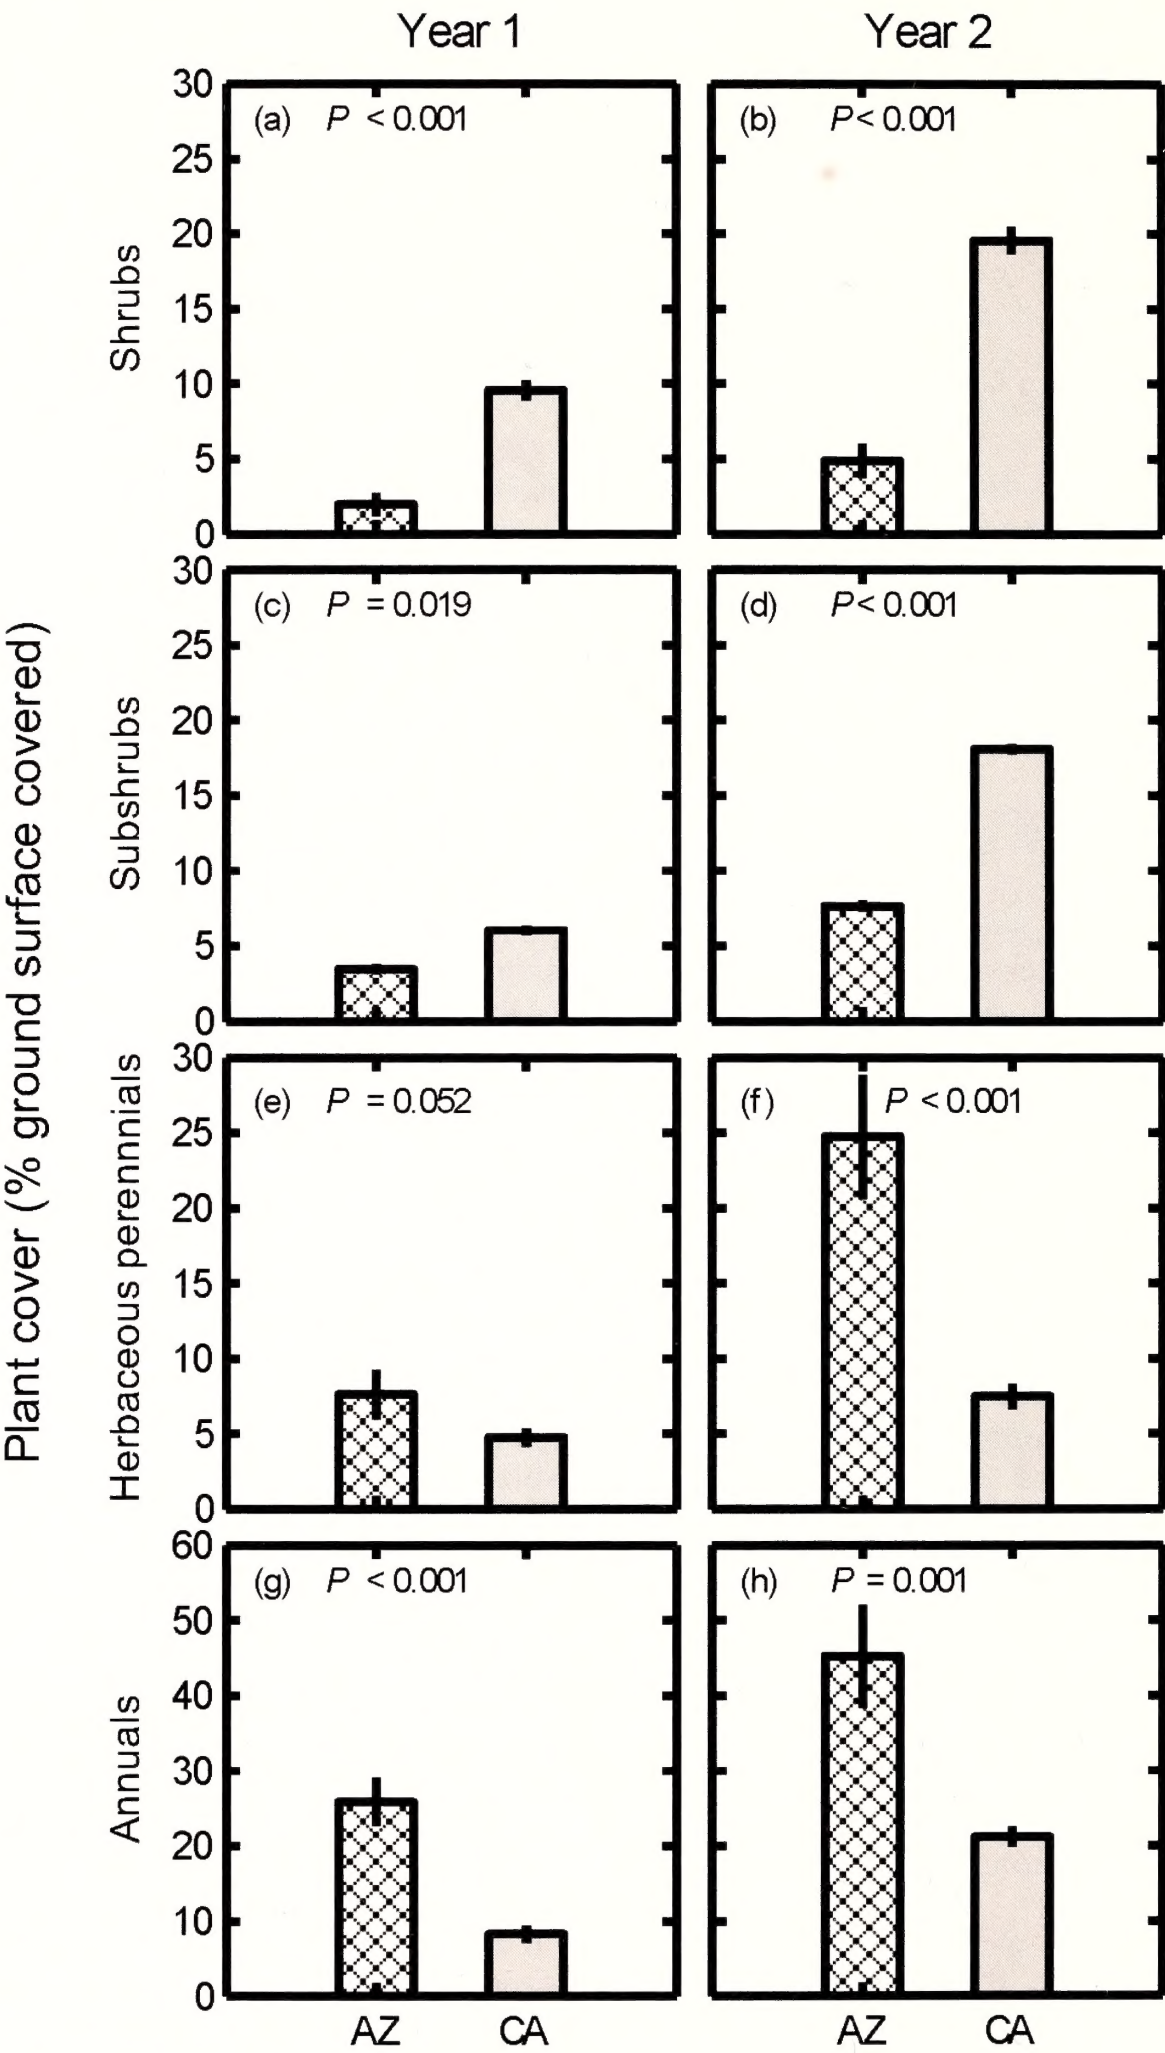 Year 1 Year 2
30
(a) P < 0.001
(b) P< 0.001
25
20
15
10
5
0
Shrubs
30
(c) P = 0.019
(d) P< 0.001
25
20
15
10
5
0
Subshrubs
Plant cover (% ground surface covered)
30
(e) P = 0.052
(f) P < 0.001
25
20
15
10
5
0
Herbaceous perennials
60
(g) P < 0.001
(h) P = 0.001
50
40
30
20
10
0
Annuals
AZ CA AZ CA